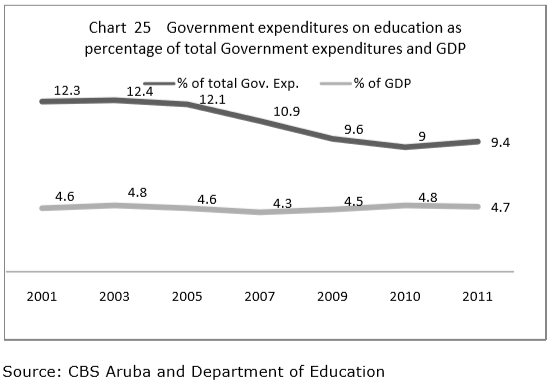 Chart 25 Government expenditures on education as
percentage of total Government expenditures and GDP
% of total Gov. Exp. % of GDP
12.3 12.4 12.1 10.9 9.6 9 9.4
4.6 4.8 4.6 4.3 4.5 4.8 4.7
2001 2003 2005 2007 2009 2010 2011
Source: CBS Aruba and Department of Education